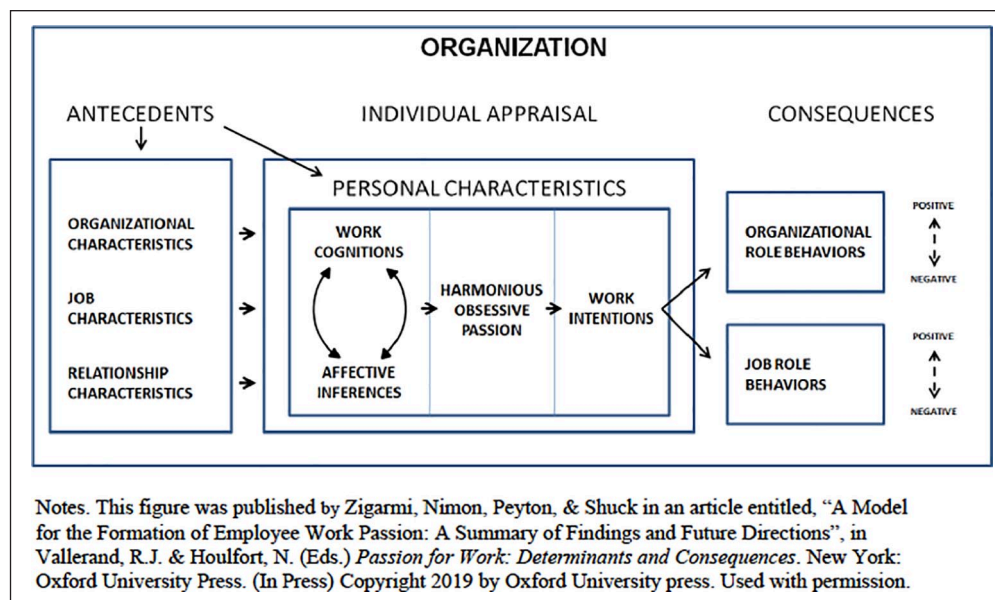 ORGANIZATION
ANTECEDENTS
INDIVIDUAL APPRAISAL
CONSEQUENCES
PERSONAL CHARACTERISTICS
ORGANIZATIONAL
CHARACTERISTICS
JOB
CHARACTERISTICS
RELATIONSHIP
CHARACTERISTICS
WORK
COGNITIONS
AFFECTIVE
INFERENCES
HARMONIOUS
OBSESSIVE
PASSION
WORK
INTENTIONS
ORGANIZATIONAL
ROLE BEHAVIORS
POSITIVE
NEGATIVE
JOB ROLE
BEHAVIORS
POSITIVE
NEGATIVE
Notes. This figure was published by Zigarmi, Nimon, Peyton, & Shuck in an article entitled, “A Model
for the Formation of Employee Work Passion: A Summary of Findings and Future Directions”, in
Vallerand, R.J. & Houlfort, N. (Eds.) Passion for Work: Determinants and Consequences. New York:
Oxford University Press. (In Press) Copyright 2019 by Oxford University press. Used with permission.